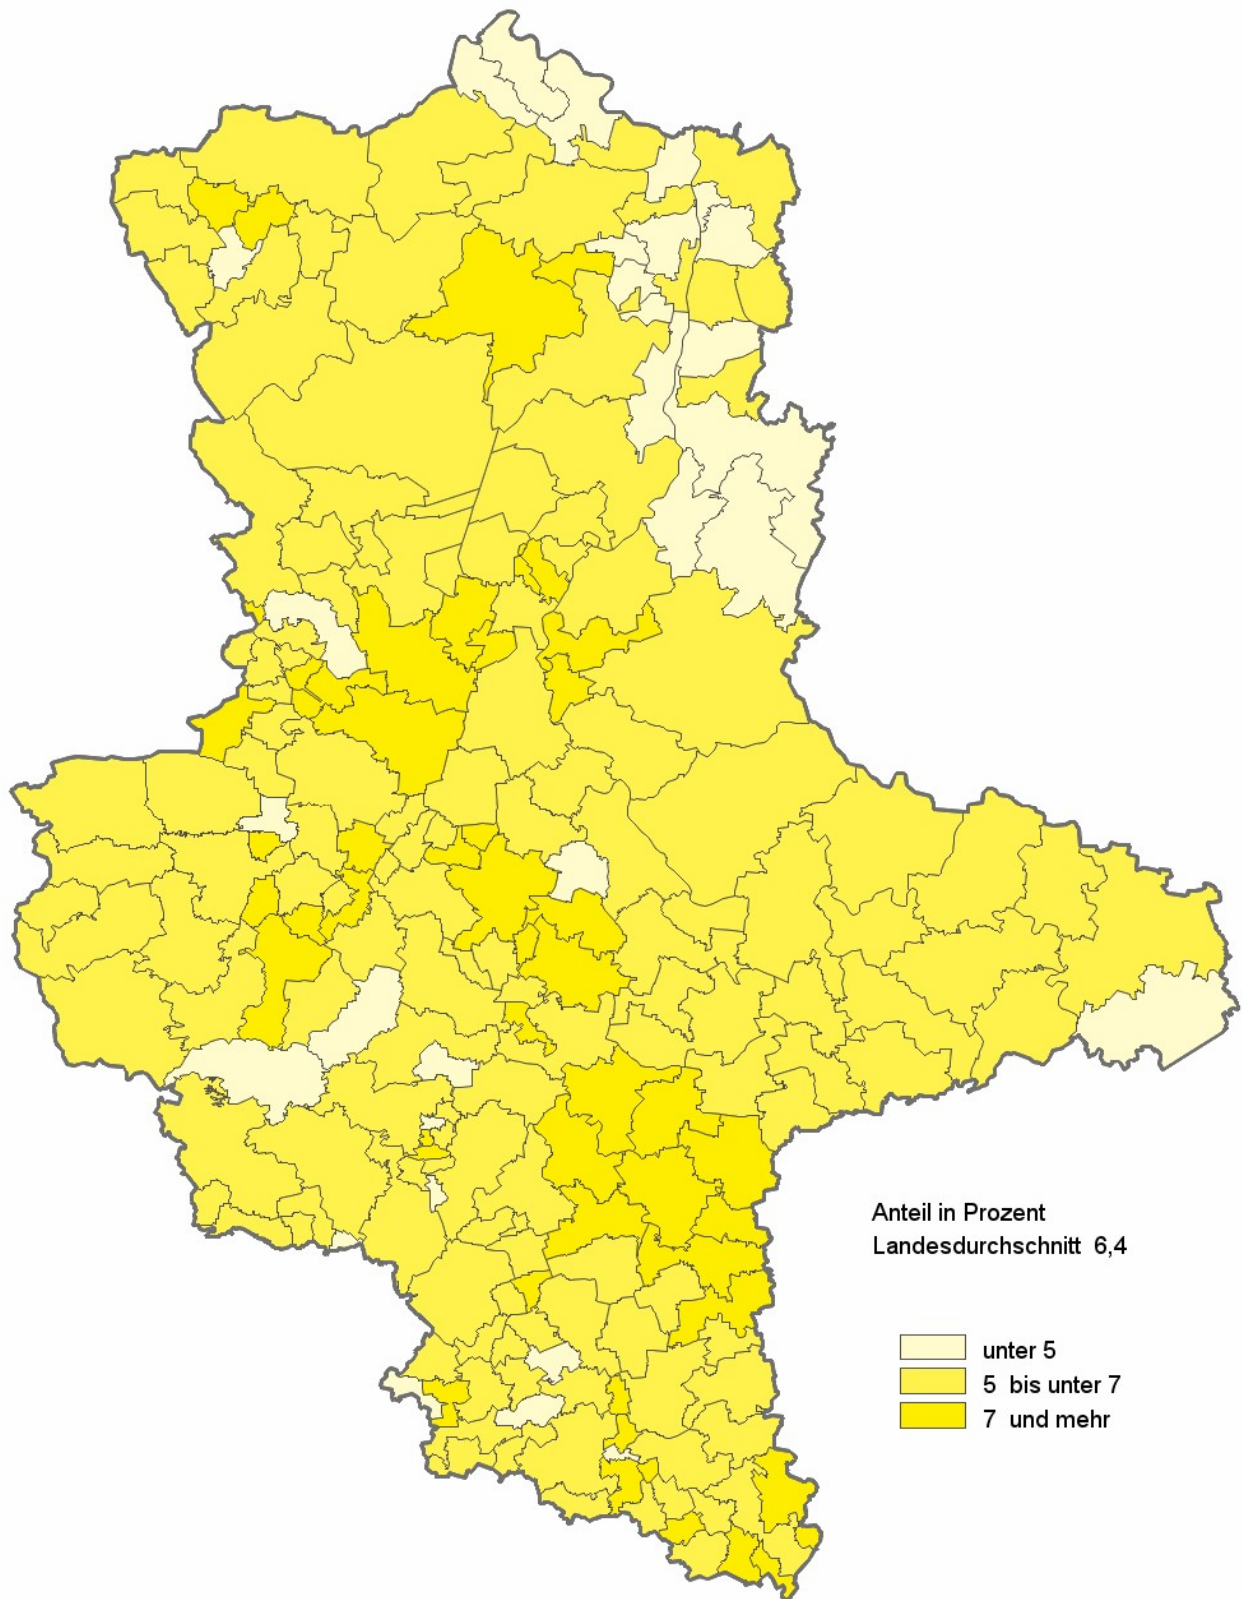 Anteil in Prozent
Landesdurchschnitt 6,4
unter 5
5 bis unter 7
7 und mehr